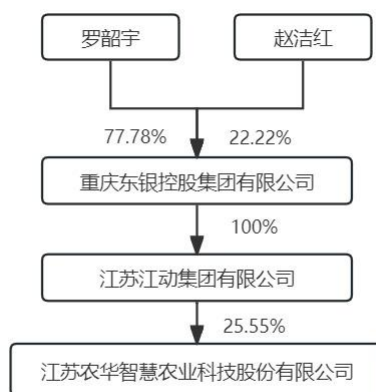 罗韶宇
赵洁红
77.78%
22.22%
重庆东银控股集团有限公司
100%
江苏江动集团有限公司
25.55%
江苏农华智慧农业科技股份有限公司